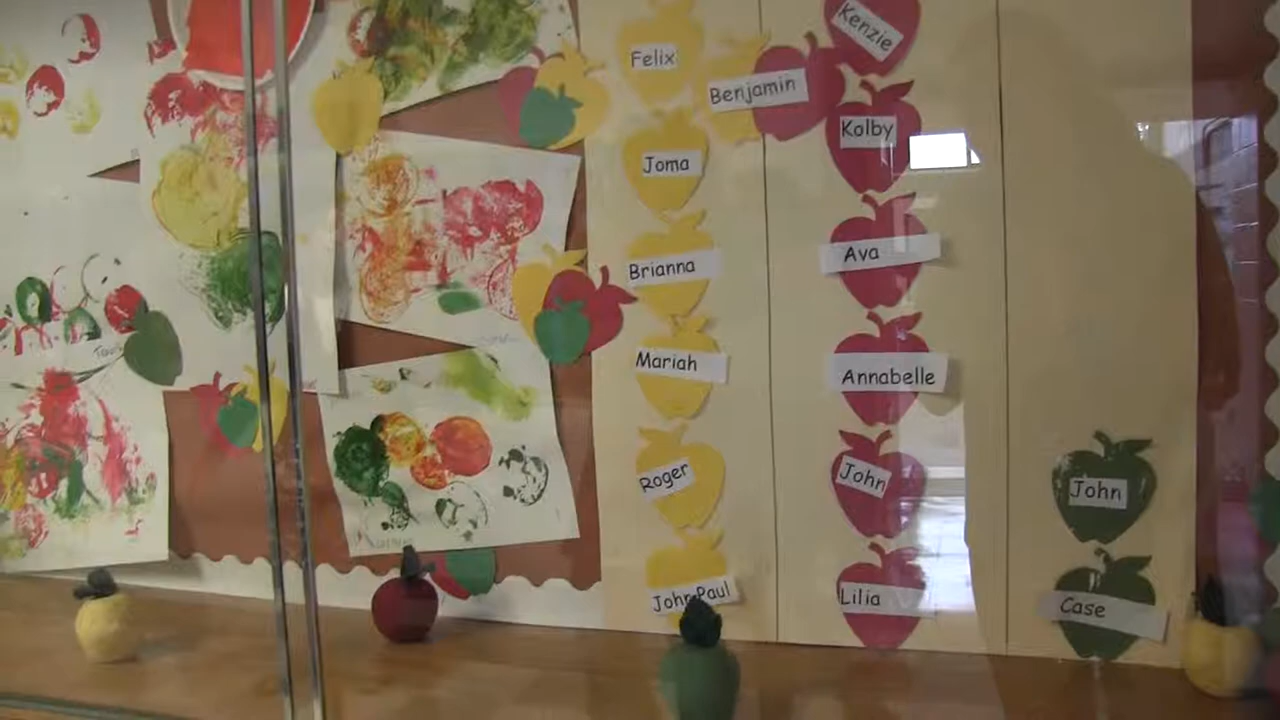 Felix
Joma
Brianna
Mariah
Roger
John Paul
Benjamin
Kenzie
Kolby
Ava
Annabelle
John
Lilia
John
Case